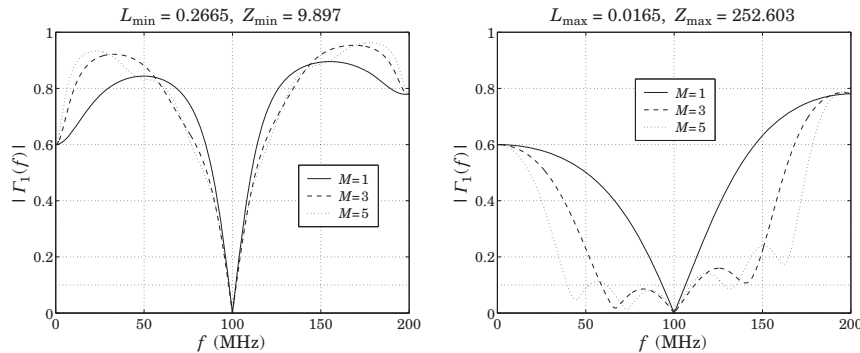 L_min = 0.2665, Z_min = 9.897
1
0.8
0.6
0.4
0.2
0
| Γ1(f) |
M=1
M=3
M=5
0 50 100 150 200
f (MHz)
L_max = 0.0165, Z_max = 252.603
1
0.8
0.6
0.4
0.2
0
| Γ1(f) |
M=1
M=3
M=5
0 50 100 150 200
f (MHz)